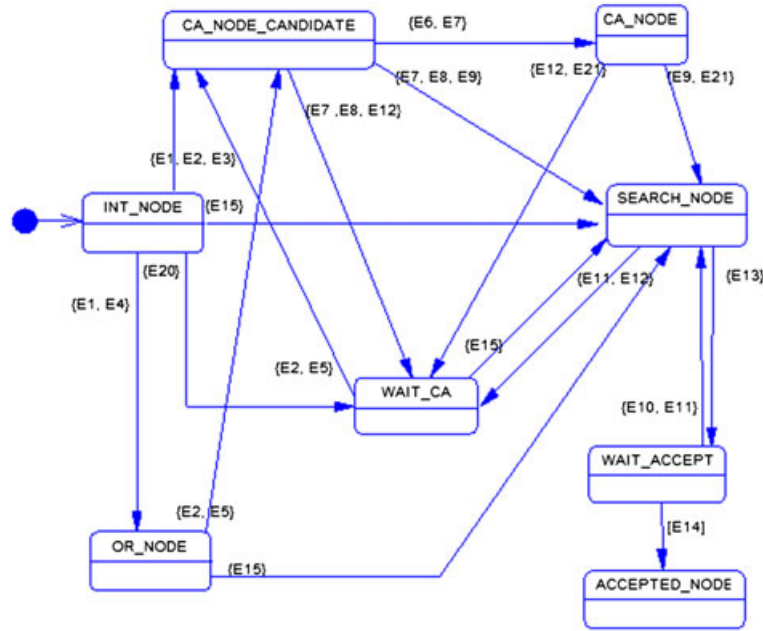 CA_NODE_CANDIDATE
{E6, E7}
CA_NODE
{E7, E8, E9}
{E12, E21}
{E9, E21}
{E7 ,E8, E12}
{E1, E2, E3}
INT_NODE
{E15}
SEARCH_NODE
{E20}
{E11, E12}
{E13}
{E1, E4}
{E15}
{E2, E5}
WAIT_CA
{E10, E11}
WAIT_ACCEPT
{E2, E5}
[E14]
OR_NODE
{E15}
ACCEPTED_NODE